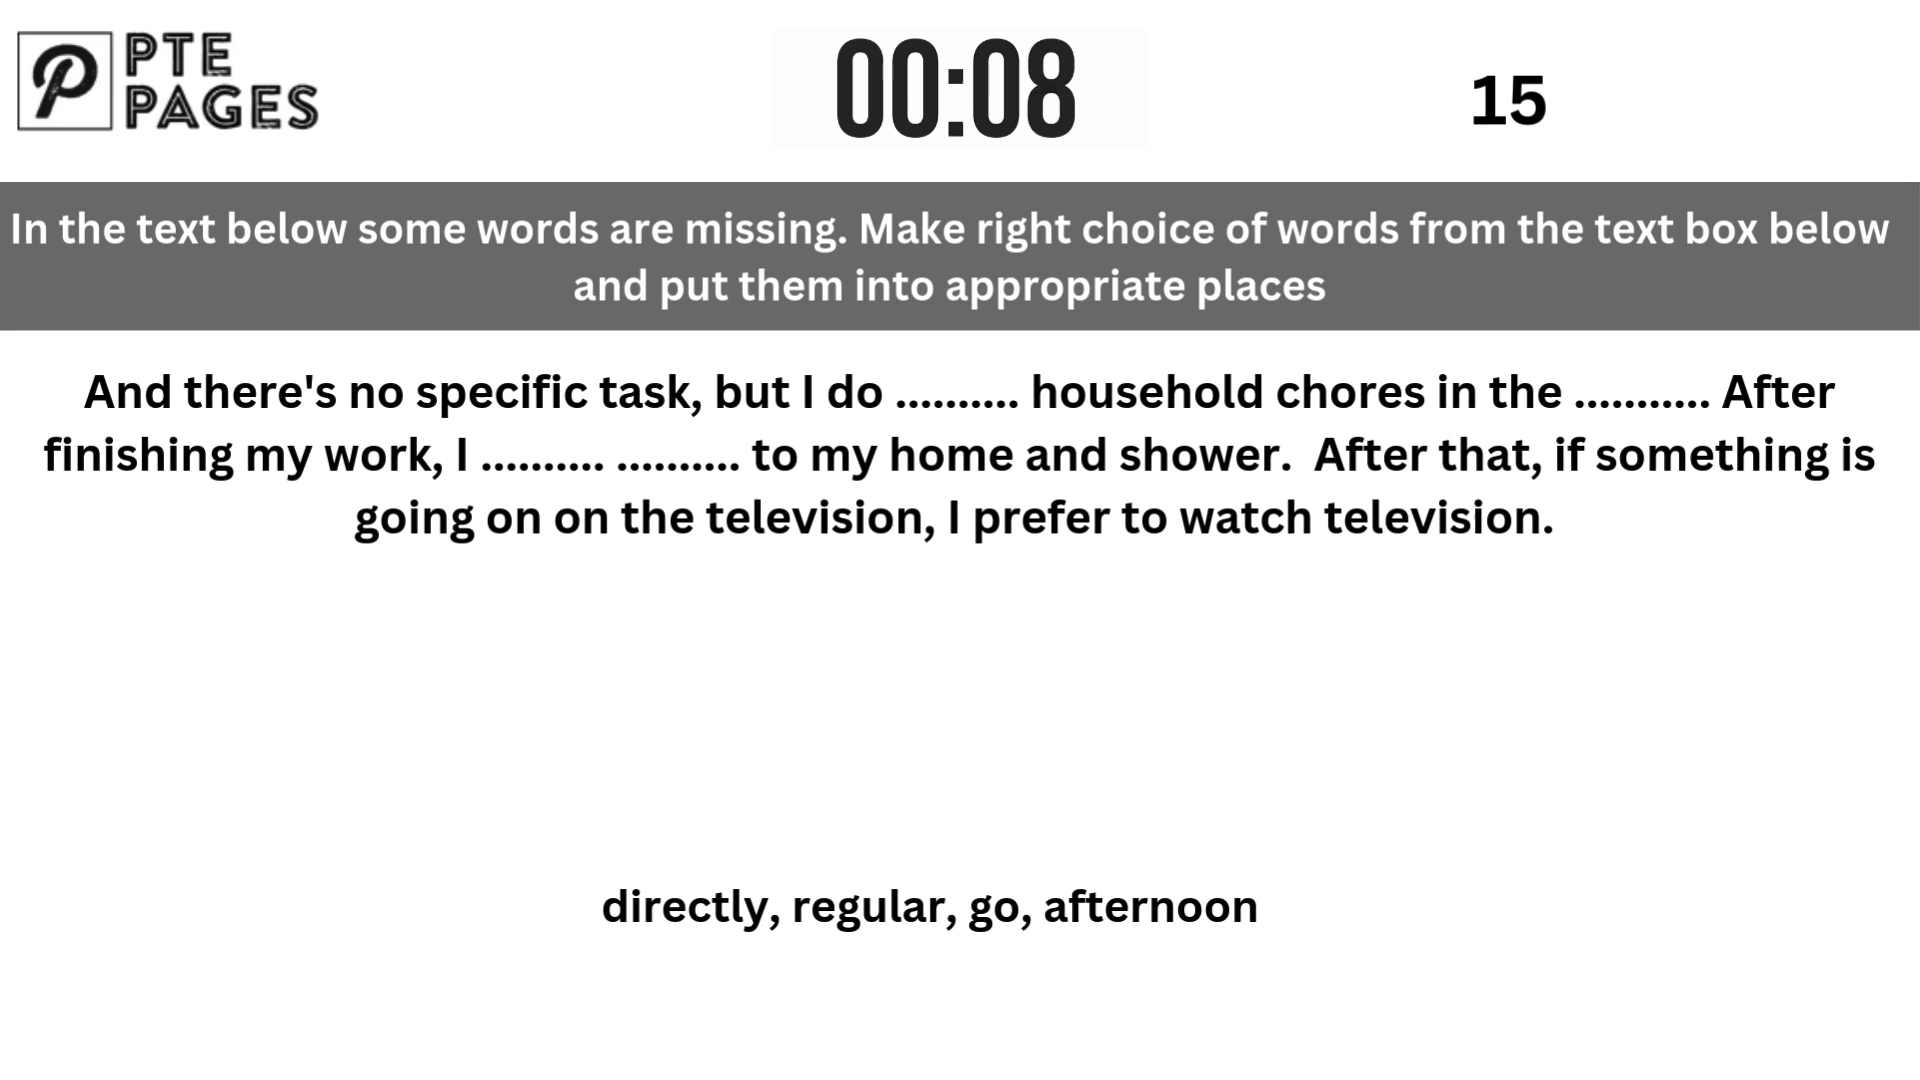 PTE
PAGES
00:08
15
In the text below some words are missing. Make right choice of words from the text box below
and put them into appropriate places
And there's no specific task, but I do .......... household chores in the ........... After
finishing my work, I .......... .......... to my home and shower.  After that, if something is
going on on the television, I prefer to watch television.
directly, regular, go, afternoon